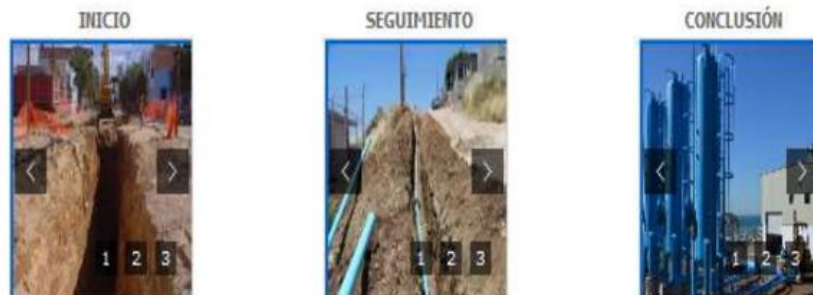 INICIO
SEGUIMIENTO
CONCLUSIÓN
1 2 3
1 2 3
1 2 3